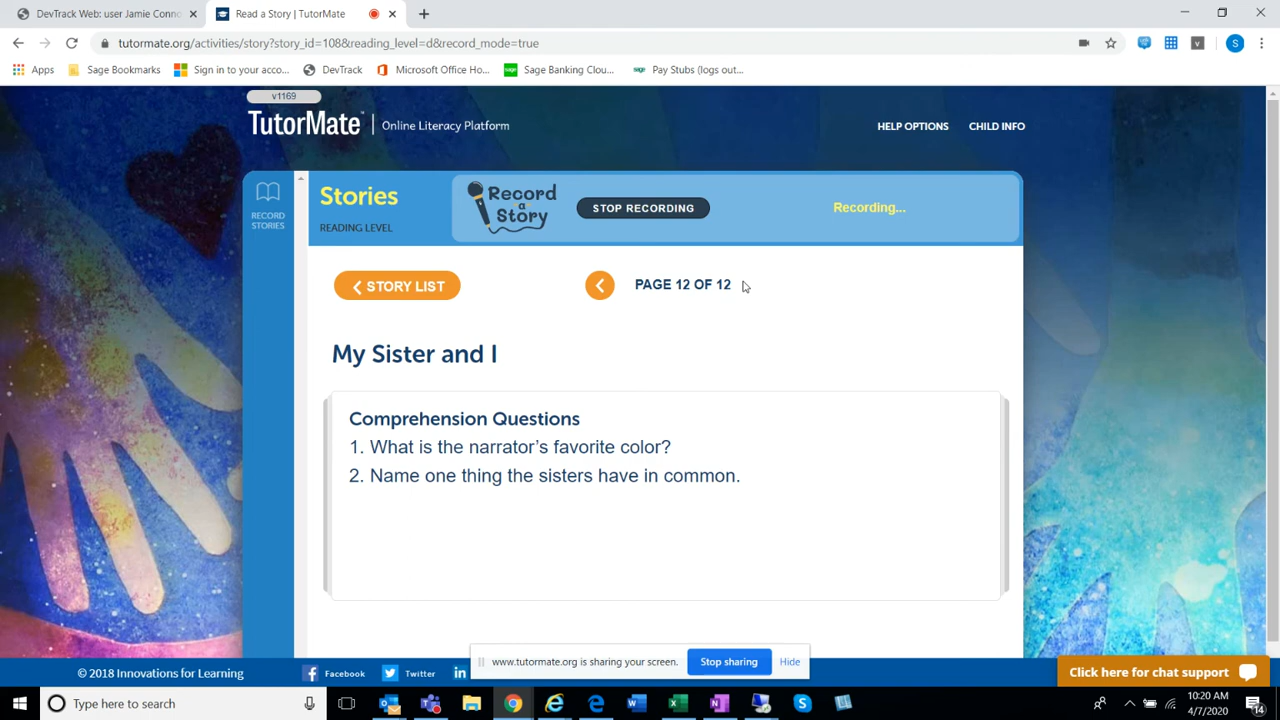 DevTrack Web: user Jamie Conno
Read a Story | TutorMate
tutormate.org/activities/story?story_id=108&reading_level=d&record_mode=true
S
Apps
Sage Bookmarks
Sign in to your acco...
DevTrack
Microsoft Office Ho...
sage
Sage Banking Clou...
sage
Pay Stubs (logs out...
v1169
TutorMate
Online Literacy Platform
HELP OPTIONS
CHILD INFO
RECORD
STORIES
Stories
READING LEVEL
Record
a
Story
STOP RECORDING
Recording...
STORY LIST
PAGE 12 OF 12
My Sister and I
Comprehension Questions
1. What is the narrator's favorite color?
2. Name one thing the sisters have in common.
www.tutormate.org is sharing your screen.
Stop sharing
Hide
© 2018 Innovations for Learning
Facebook
Twitter
in
Click here for chat support
Type here to search
10:20 AM
4/7/2020
14